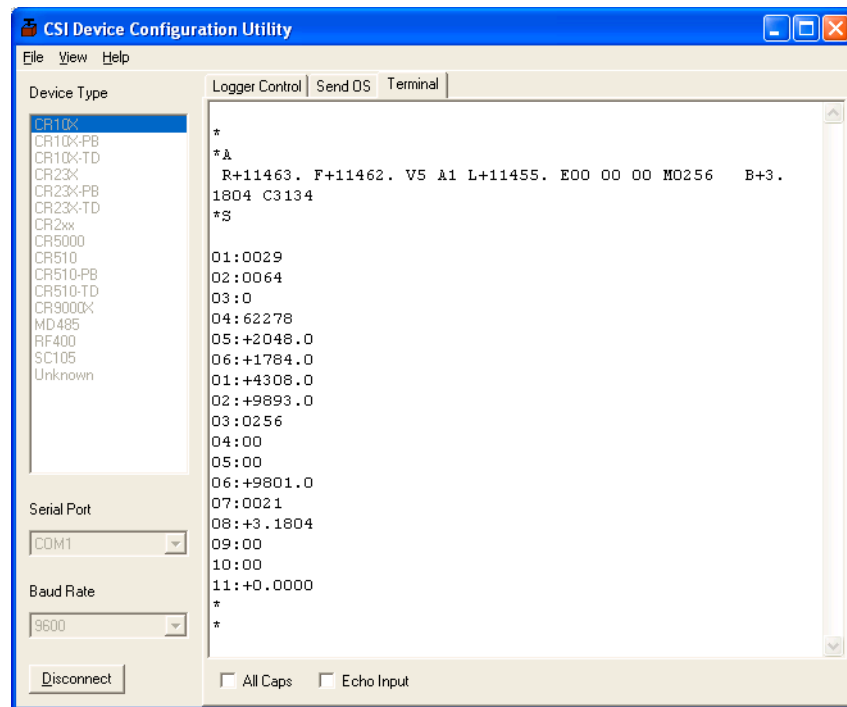 CSI Device Configuration Utility
File View Help
Device Type
CR10X
CR10X-PB
CR10X-TD
CR23X
CR23X-PB
CR23X-TD
CR2xx
CR5000
CR510
CR510-PB
CR510-TD
CR9000X
MD485
RF400
SC105
Unknown
Serial Port
COM1
Baud Rate
9600
Disconnect
Logger Control Send OS Terminal
*
*A
R+11463. F+11462. V5 A1 L+11455. E00 00 00 M0256 B+3.
1804 C3134
*S
01:0029
02:0064
03:0
04:62278
05:+2048.0
06:+1784.0
01:+4308.0
02:+9893.0
03:0256
04:00
05:00
06:+9801.0
07:0021
08:+3.1804
09:00
10:00
11:+0.0000
*
*
All Caps Echo Input